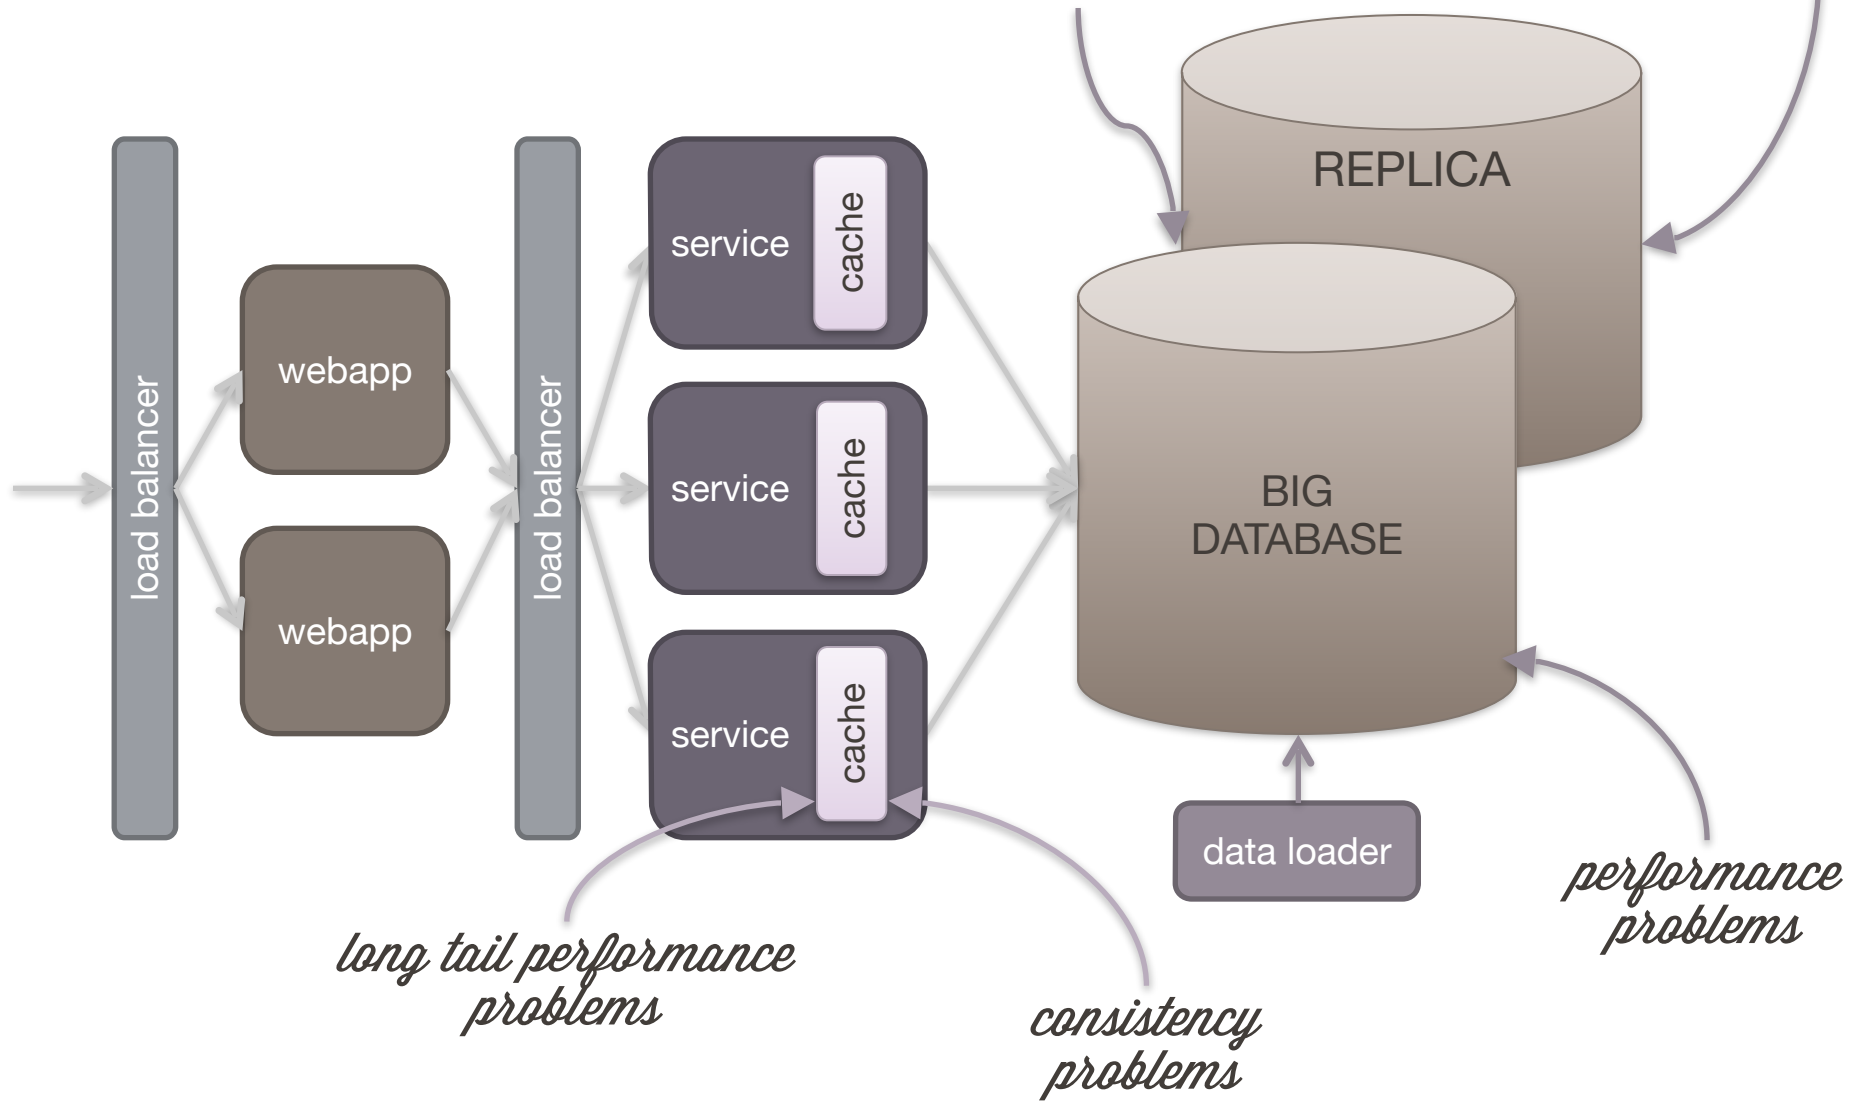 load balancer
webapp
webapp
load balancer
service
cache
service
cache
service
cache
REPLICA
BIG
DATABASE
data loader
long tail performance
problems
consistency
problems
performance
problems